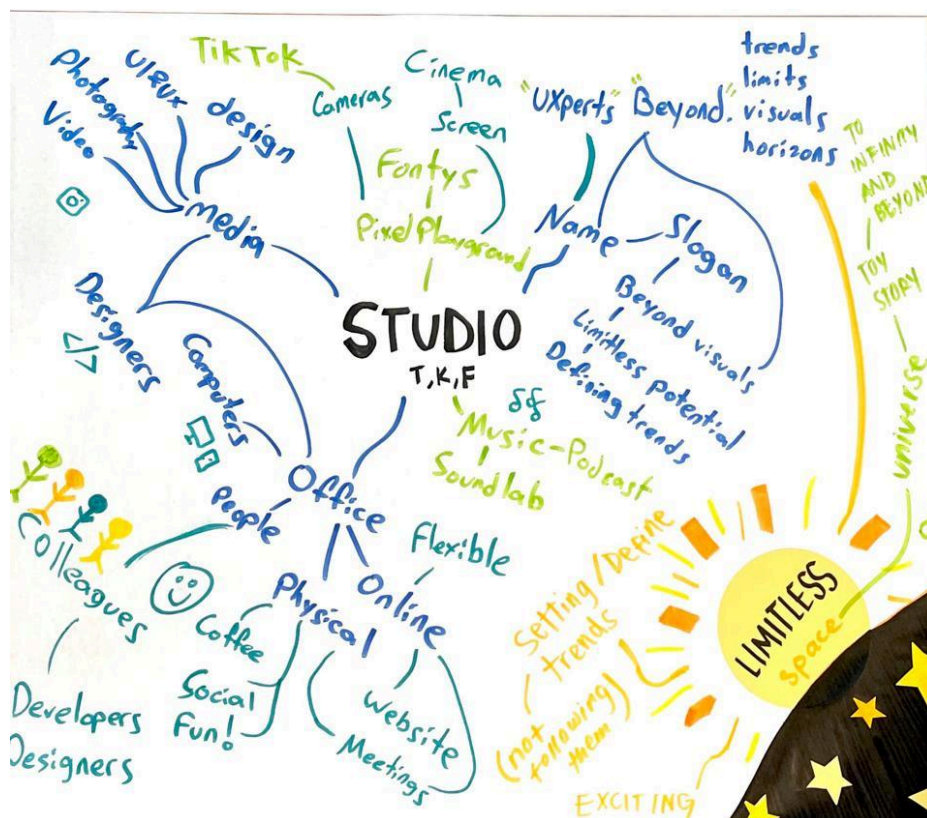 TikTok
Cameras
Cinema
Screen
Fontys
Pixel Playground
UI&UX design
Photography
Video
media
Designers
</>
Computers
"UXperts"
"Beyond."
trends
limits
visuals
horizons
Name
Slogan
Beyond visuals
Limitless potential
Defining trends
TO
INFINITY
AND
BEYOND
TOY
STORY
universe
STUDIO
T, K, F
Music-Podcast
Soundlab
Office
People
Colleagues
Developers
Designers
Physical
Coffee
Social
Fun!
Online
Flexible
Website
Meetings
LIMITLESS
space
Setting/Define
trends
(not
following)
them
EXCITING